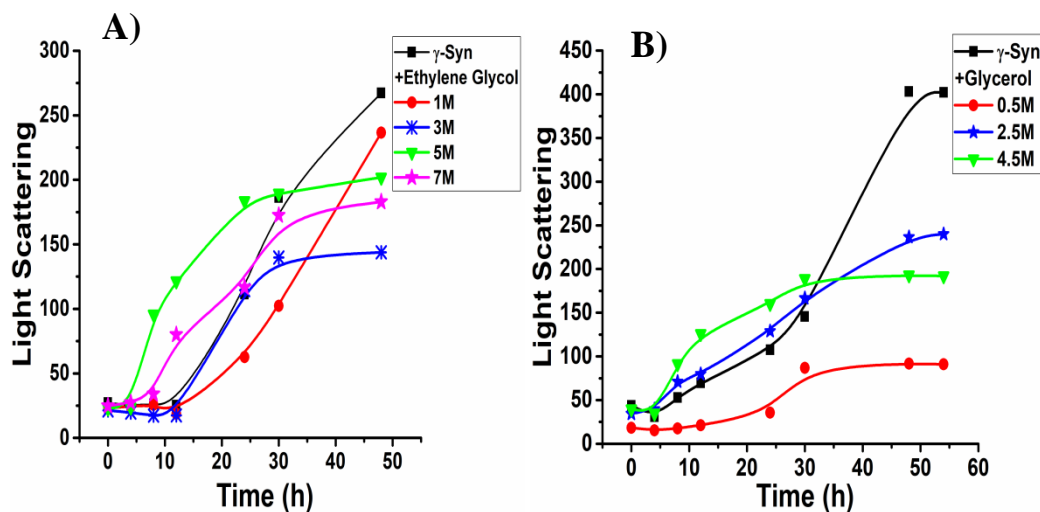 A)
γ-Syn
+Ethylene Glycol
1M
3M
5M
7M
Light Scattering
300
250
200
150
100
50
0
0 10 20 30 40 50
Time (h)
B)
γ-Syn
+Glycerol
0.5M
2.5M
4.5M
Light Scattering
450
400
350
300
250
200
150
100
50
0
0 10 20 30 40 50 60
Time (h)